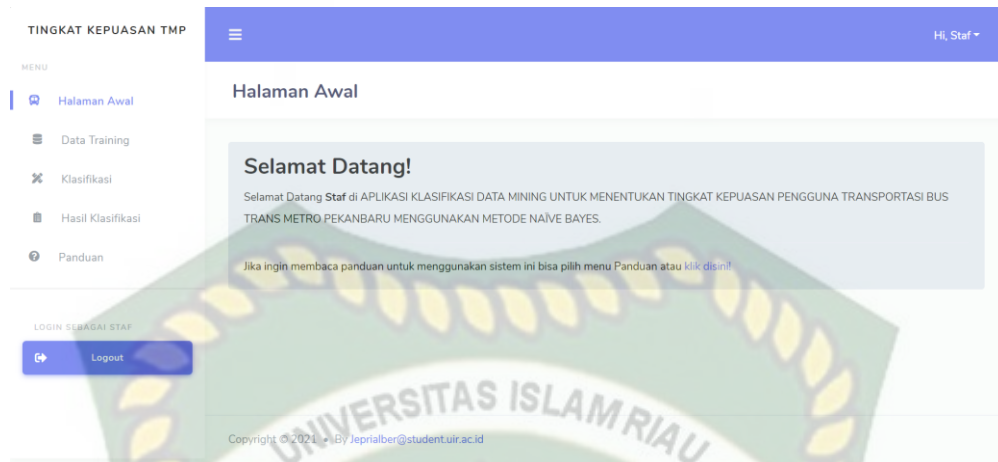 TINGKAT KEPUASAN TMP
Hi, Staf
MENU
Halaman Awal
Data Training
Klasifikasi
Hasil Klasifikasi
Panduan
LOGIN SEBAGAI STAF
Logout
Halaman Awal
Selamat Datang!
Selamat Datang Staf di APLIKASI KLASIFIKASI DATA MINING UNTUK MENENTUKAN TINGKAT KEPUASAN PENGGUNA TRANSPORTASI BUS
TRANS METRO PEKANBARU MENGGUNAKAN METODE NAÏVE BAYES.
Jika ingin membaca panduan untuk menggunakan sistem ini bisa pilih menu Panduan atau klik disini!
UNIVERSITAS ISLAM RIAU
Copyright © 2021 • By Jeprialber@student.uir.ac.id